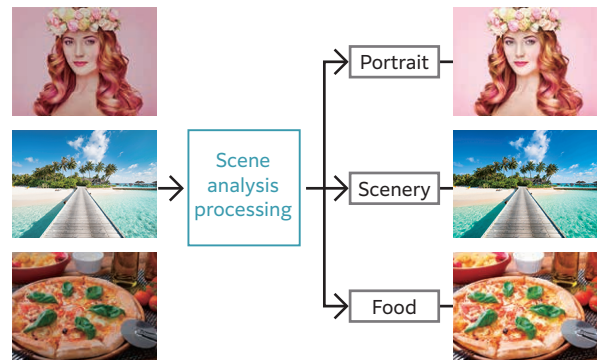 Scene
analysis
processing
Portrait
Scenery
Food